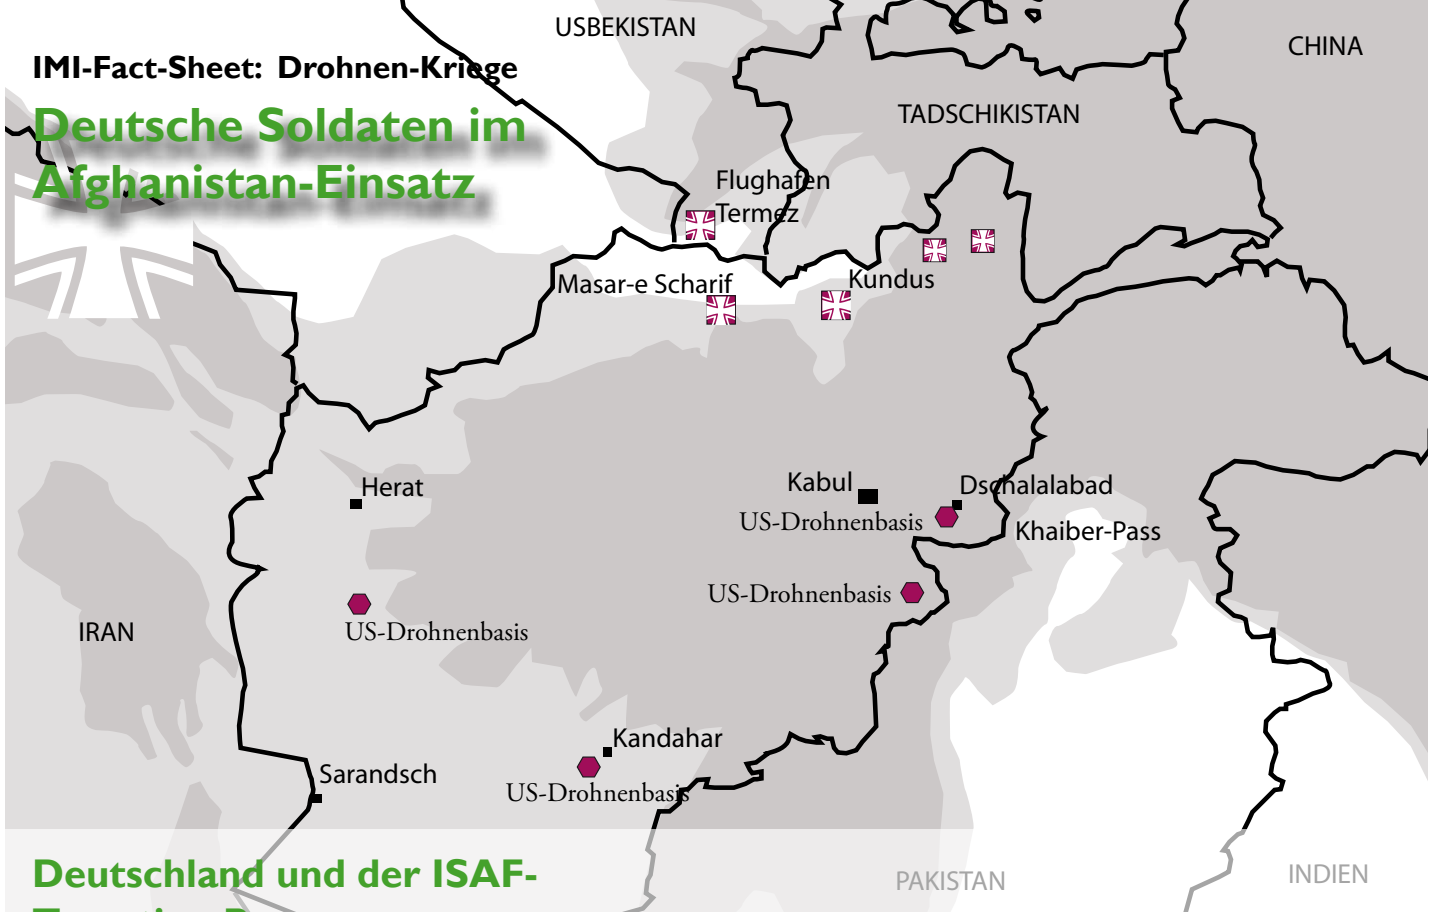 USBEKISTAN
CHINA
IMI-Fact-Sheet: Drohnen-Kriege
Deutsche Soldaten im
Afghanistan-Einsatz
TADSCHIKISTAN
Flughafen
Termez
Masar-e Scharif
Kundus
Herat
Kabul
Dschalalabad
US-Drohnenbasis
Khaiber-Pass
US-Drohnenbasis
IRAN
US-Drohnenbasis
Kandahar
Sarandsch
US-Drohnenbasis
Deutschland und der ISAF-
PAKISTAN
INDIEN